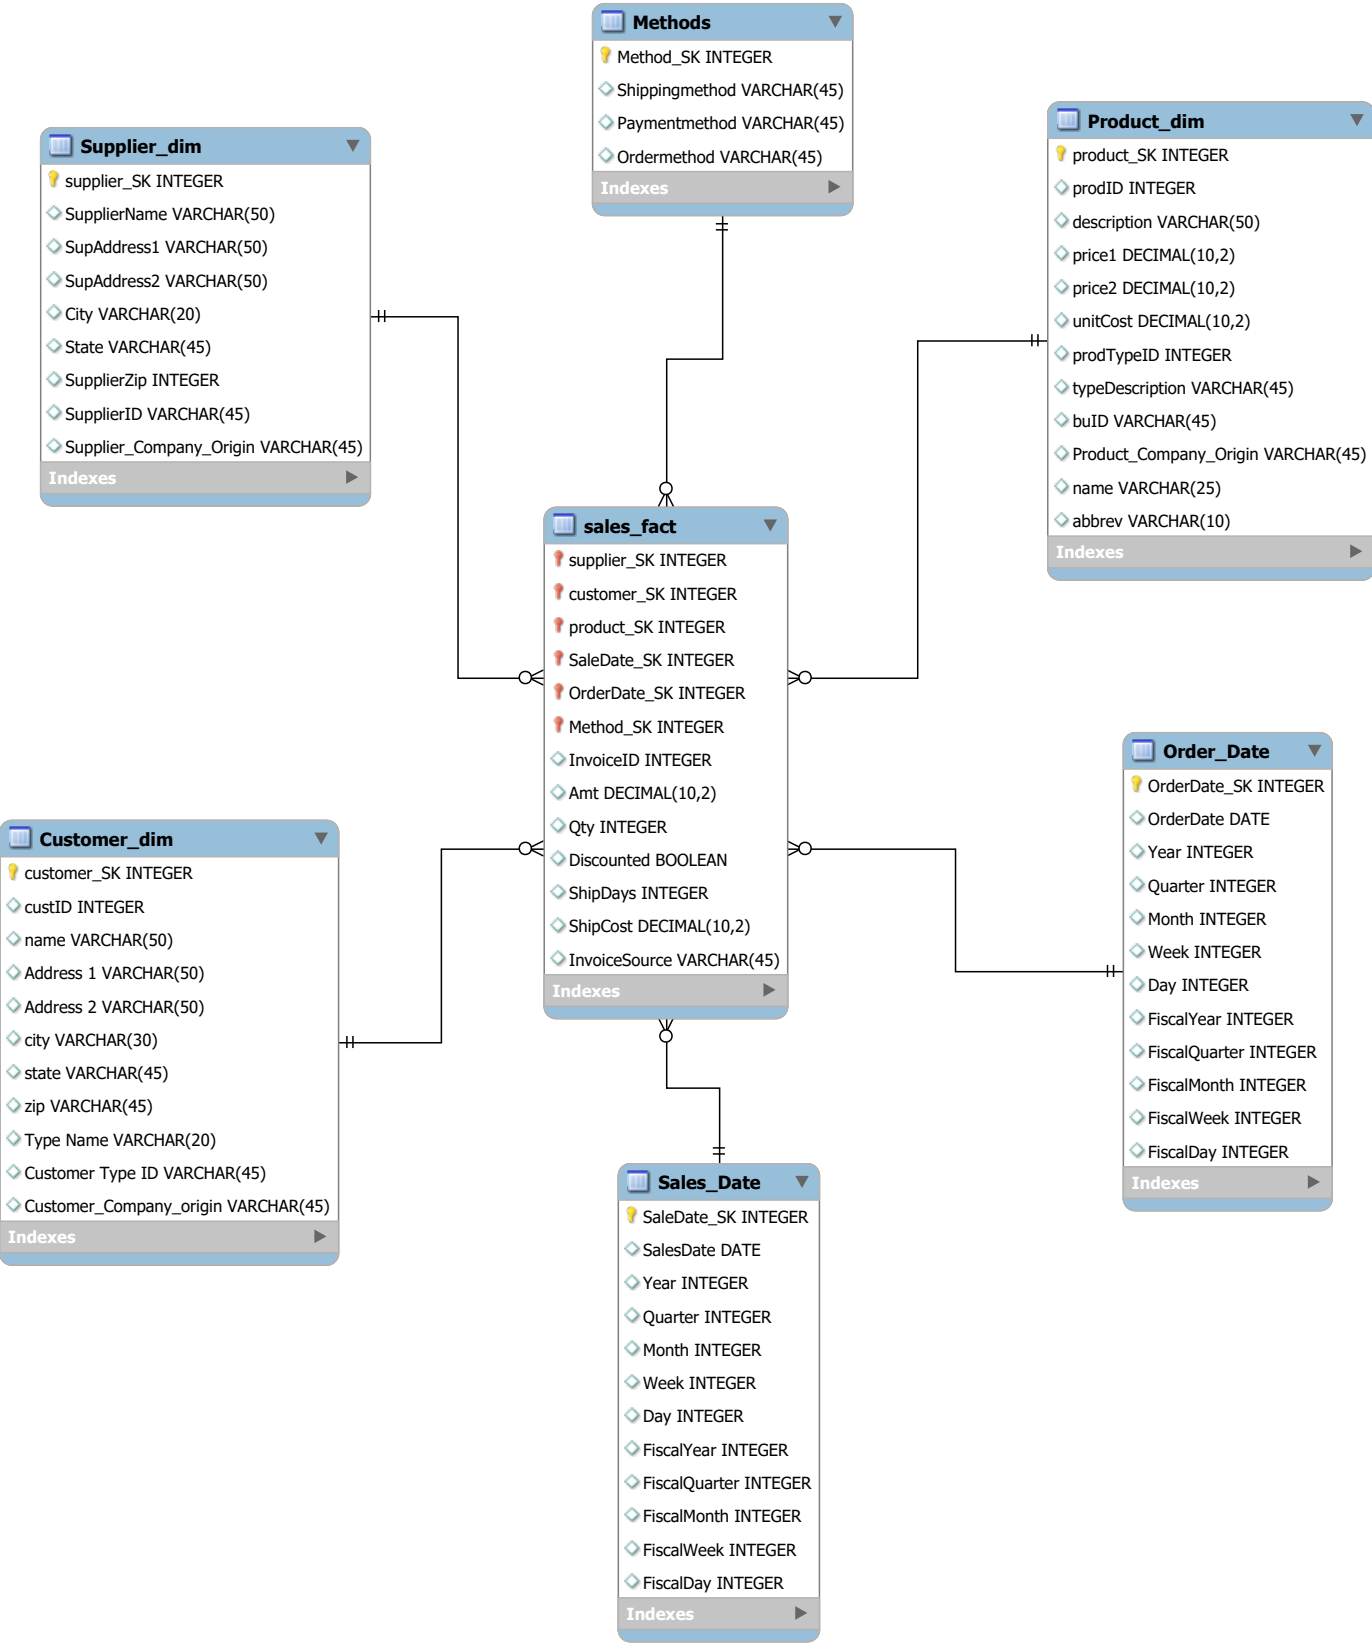 Methods
Method_SK INTEGER
Shippingmethod VARCHAR(45)
Paymentmethod VARCHAR(45)
Ordermethod VARCHAR(45)
Indexes
Supplier_dim
supplier_SK INTEGER
SupplierName VARCHAR(50)
SupAddress1 VARCHAR(50)
SupAddress2 VARCHAR(50)
City VARCHAR(20)
State VARCHAR(45)
SupplierZip INTEGER
SupplierID VARCHAR(45)
Supplier_Company_Origin VARCHAR(45)
Indexes
Product_dim
product_SK INTEGER
prodID INTEGER
description VARCHAR(50)
price1 DECIMAL(10,2)
price2 DECIMAL(10,2)
unitCost DECIMAL(10,2)
prodTypeID INTEGER
typeDescription VARCHAR(45)
buID VARCHAR(45)
Product_Company_Origin VARCHAR(45)
name VARCHAR(25)
abbrev VARCHAR(10)
Indexes
sales_fact
supplier_SK INTEGER
customer_SK INTEGER
product_SK INTEGER
SaleDate_SK INTEGER
OrderDate_SK INTEGER
Method_SK INTEGER
InvoiceID INTEGER
Amt DECIMAL(10,2)
Qty INTEGER
Discounted BOOLEAN
ShipDays INTEGER
ShipCost DECIMAL(10,2)
InvoiceSource VARCHAR(45)
Indexes
Customer_dim
customer_SK INTEGER
custID INTEGER
name VARCHAR(50)
Address 1 VARCHAR(50)
Address 2 VARCHAR(50)
city VARCHAR(30)
state VARCHAR(45)
zip VARCHAR(45)
Type Name VARCHAR(20)
Customer Type ID VARCHAR(45)
Customer_Company_origin VARCHAR(45)
Indexes
Order_Date
OrderDate_SK INTEGER
OrderDate DATE
Year INTEGER
Quarter INTEGER
Month INTEGER
Week INTEGER
Day INTEGER
FiscalYear INTEGER
FiscalQuarter INTEGER
FiscalMonth INTEGER
FiscalWeek INTEGER
FiscalDay INTEGER
Indexes
Sales_Date
SaleDate_SK INTEGER
SalesDate DATE
Year INTEGER
Quarter INTEGER
Month INTEGER
Week INTEGER
Day INTEGER
FiscalYear INTEGER
FiscalQuarter INTEGER
FiscalMonth INTEGER
FiscalWeek INTEGER
FiscalDay INTEGER
Indexes